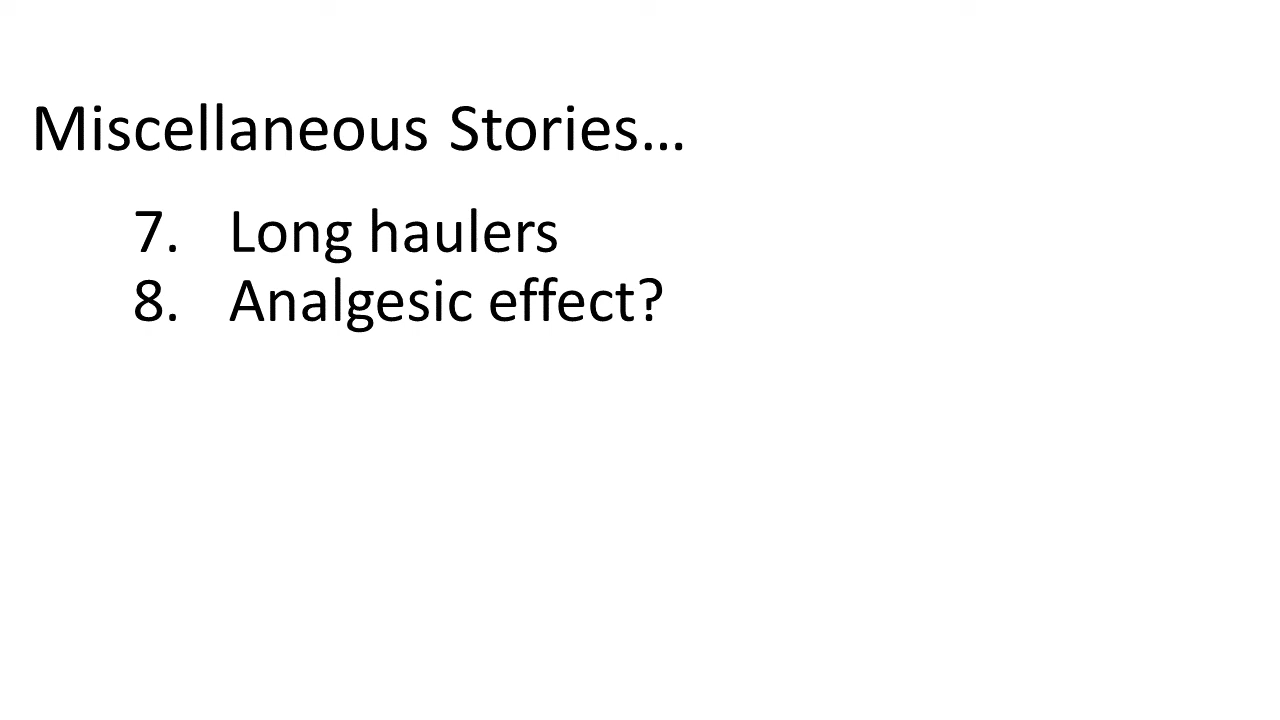 Miscellaneous Stories…
7. Long haulers
8. Analgesic effect?